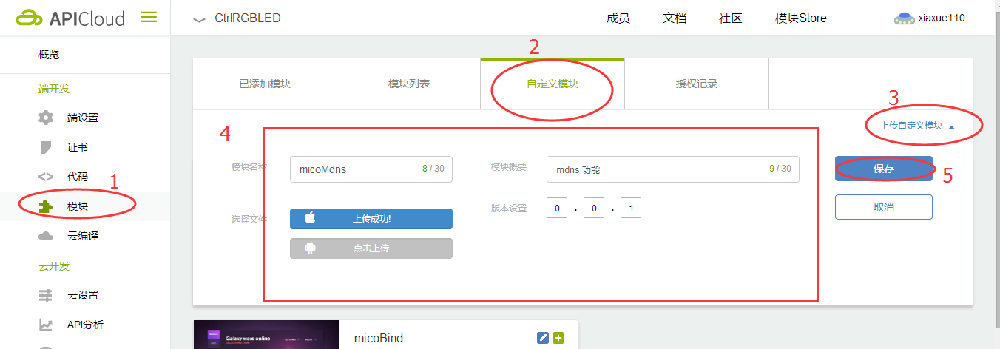 APICloud
CtrlRGBLED
成员 文档 社区 模块Store
xiaxue110
概览
端开发
端设置
证书
代码
1
模块
云编译
云开发
云设置
API分析
2
已添加模块 模块列表 自定义模块 授权记录
3
上传自定义模块
4
模块名称 micoMdns 8 / 30
模块概要 mdns 功能 9 / 30
保存
5
选择文件 上传成功!
点击上传
版本设置 0 . 0 . 1
取消
Galaxy wars online
micoBind